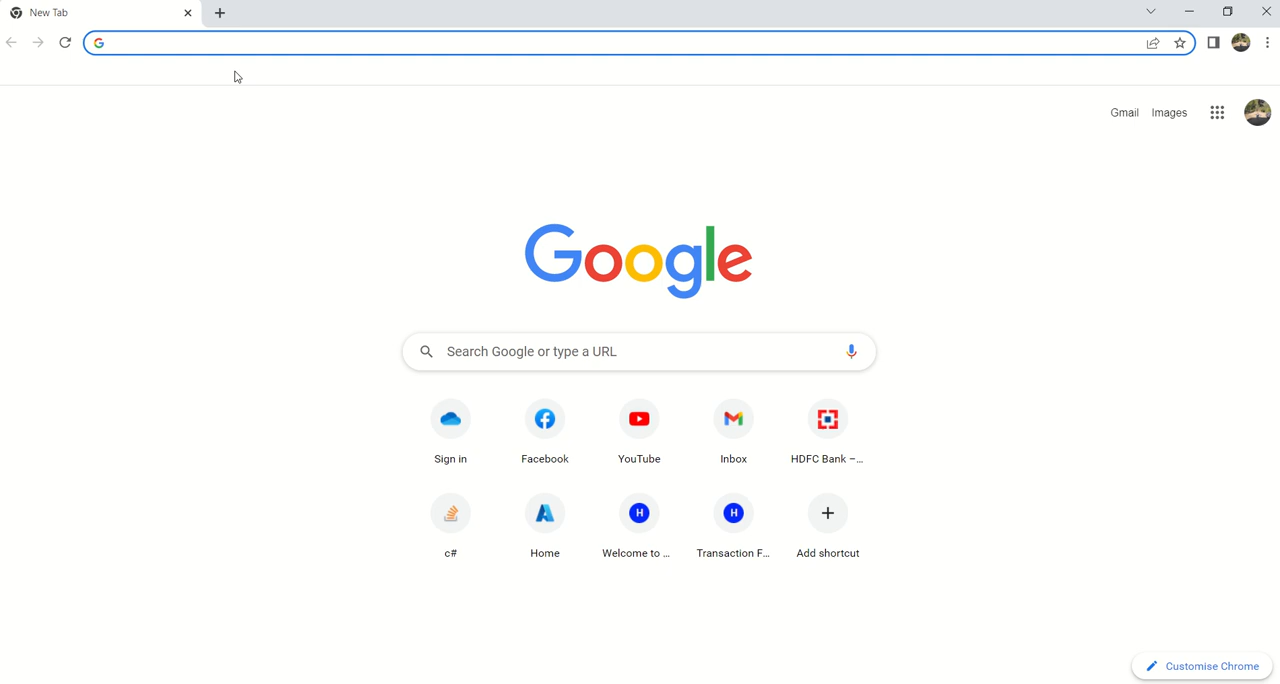 New Tab
Gmail Images
Google
Search Google or type a URL
Sign in
Facebook
YouTube
Inbox
HDFC Bank –...
c#
Home
H
Welcome to ...
H
Transaction F...
Add shortcut
Customise Chrome